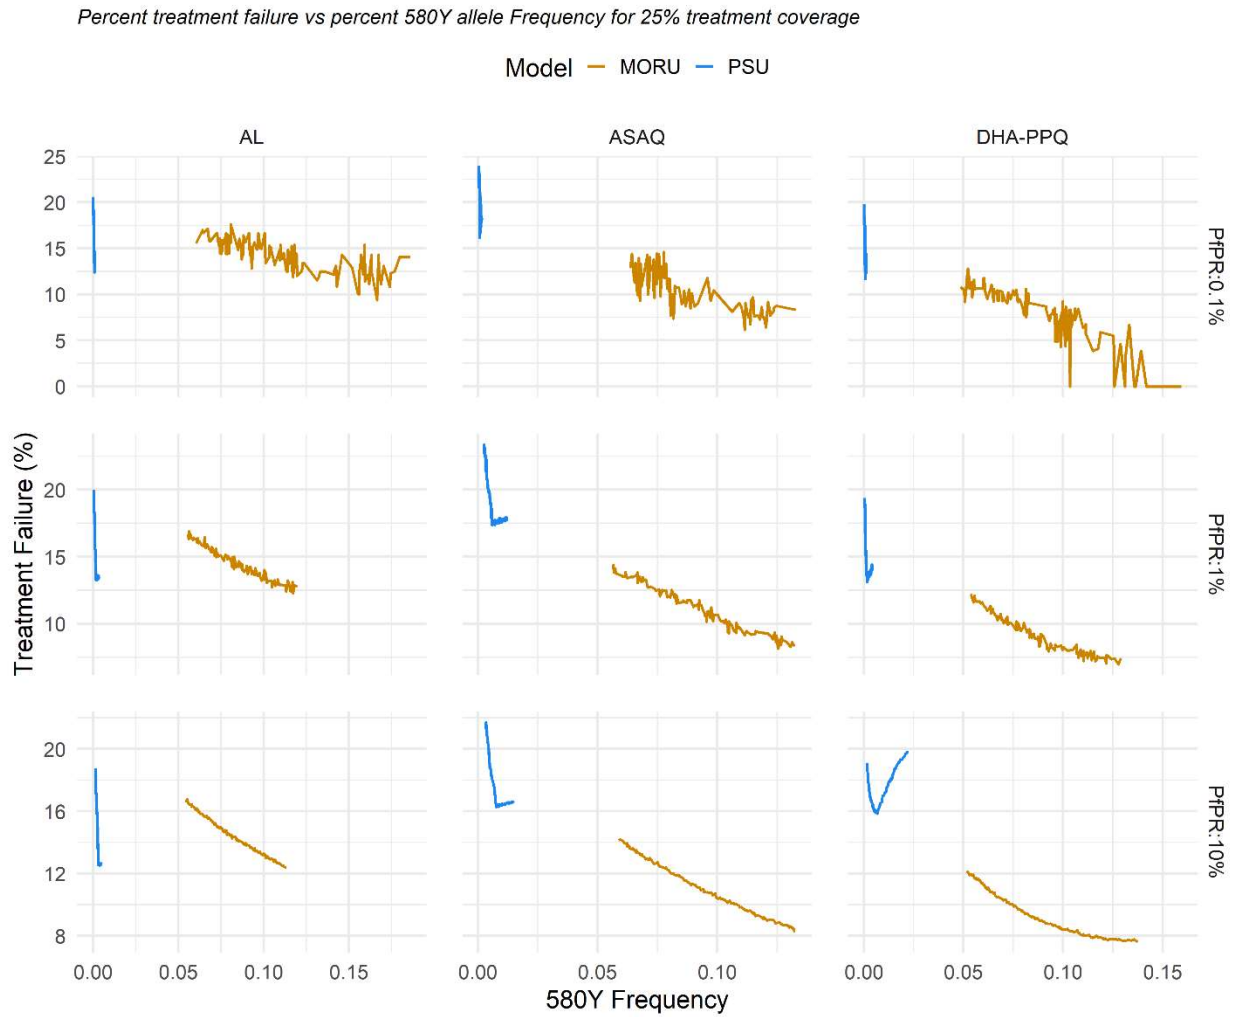 Percent treatment failure vs percent 580Y allele Frequency for 25% treatment coverage
Model MORU PSU
AL ASAQ DHA-PPQ
25
20
15
10
5
0
PfPR:0.1%
Treatment Failure (%)
20
15
10
PfPR:1%
20
16
12
8
PfPR:10%
0.00 0.05 0.10 0.15 0.00 0.05 0.10 0.00 0.05 0.10 0.15
580Y Frequency